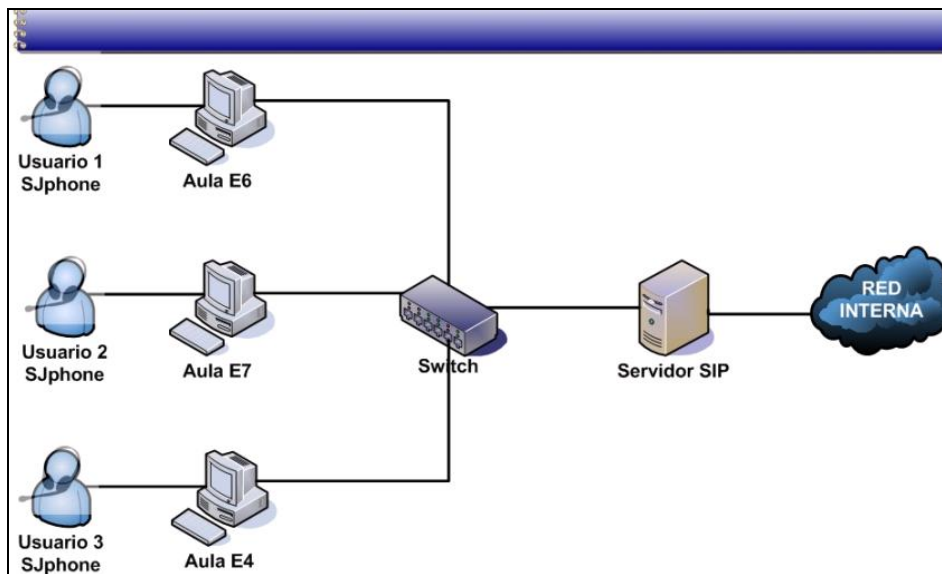 Usuario 1
SJphone
Aula E6
Usuario 2
SJphone
Aula E7
Switch
Servidor SIP
RED
INTERNA
Usuario 3
SJphone
Aula E4